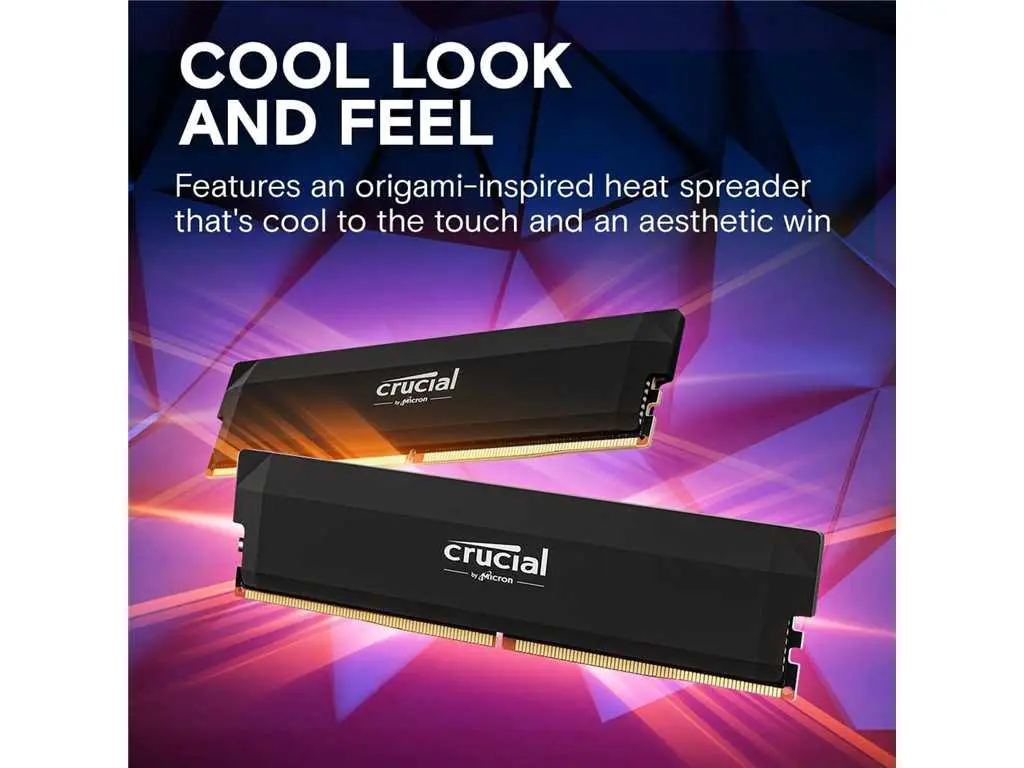 COOL LOOK
AND FEEL
Features an origami-inspired heat spreader
that's cool to the touch and an aesthetic win
crucial
by Micron
crucial
by Micron